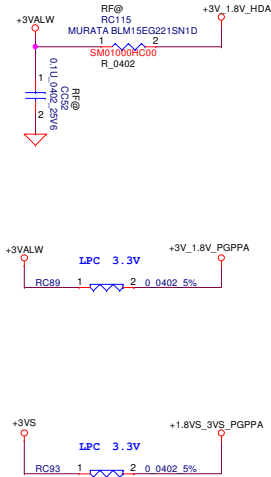 +3VALW
RF@
RC115
+3V_1.8V_HDA
MURATA BLM15EG221SN1D
1 2
SM01000HC00
R_0402
1
2
0.1U_0402_25V6
CC52
RF@
+3VALW
+3V_1.8V_PGPPA
LPC 3.3V
RC89 1 2 0_0402_5%
+3VS
+1.8VS_3VS_PGPPA
LPC 3.3V
RC93 1 2 0_0402_5%